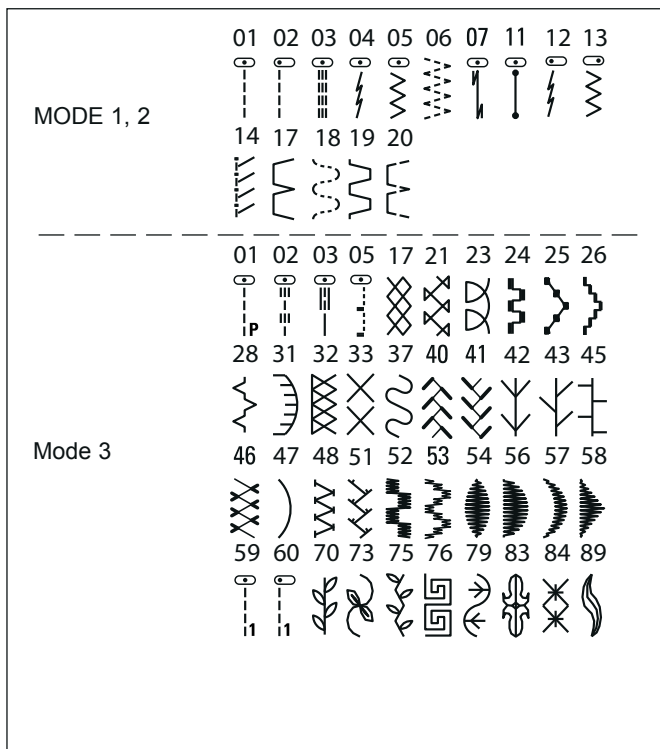 01 02 03 04 05 06 07 11 12 13
MODE 1, 2
14 17 18 19 20
01 02 03 05 17 21 23 24 25 26
P
28 31 32 33 37 40 41 42 43 45
Mode 3
46 47 48 51 52 53 54 56 57 58
59 60 70 73 75 76 79 83 84 89
1 1